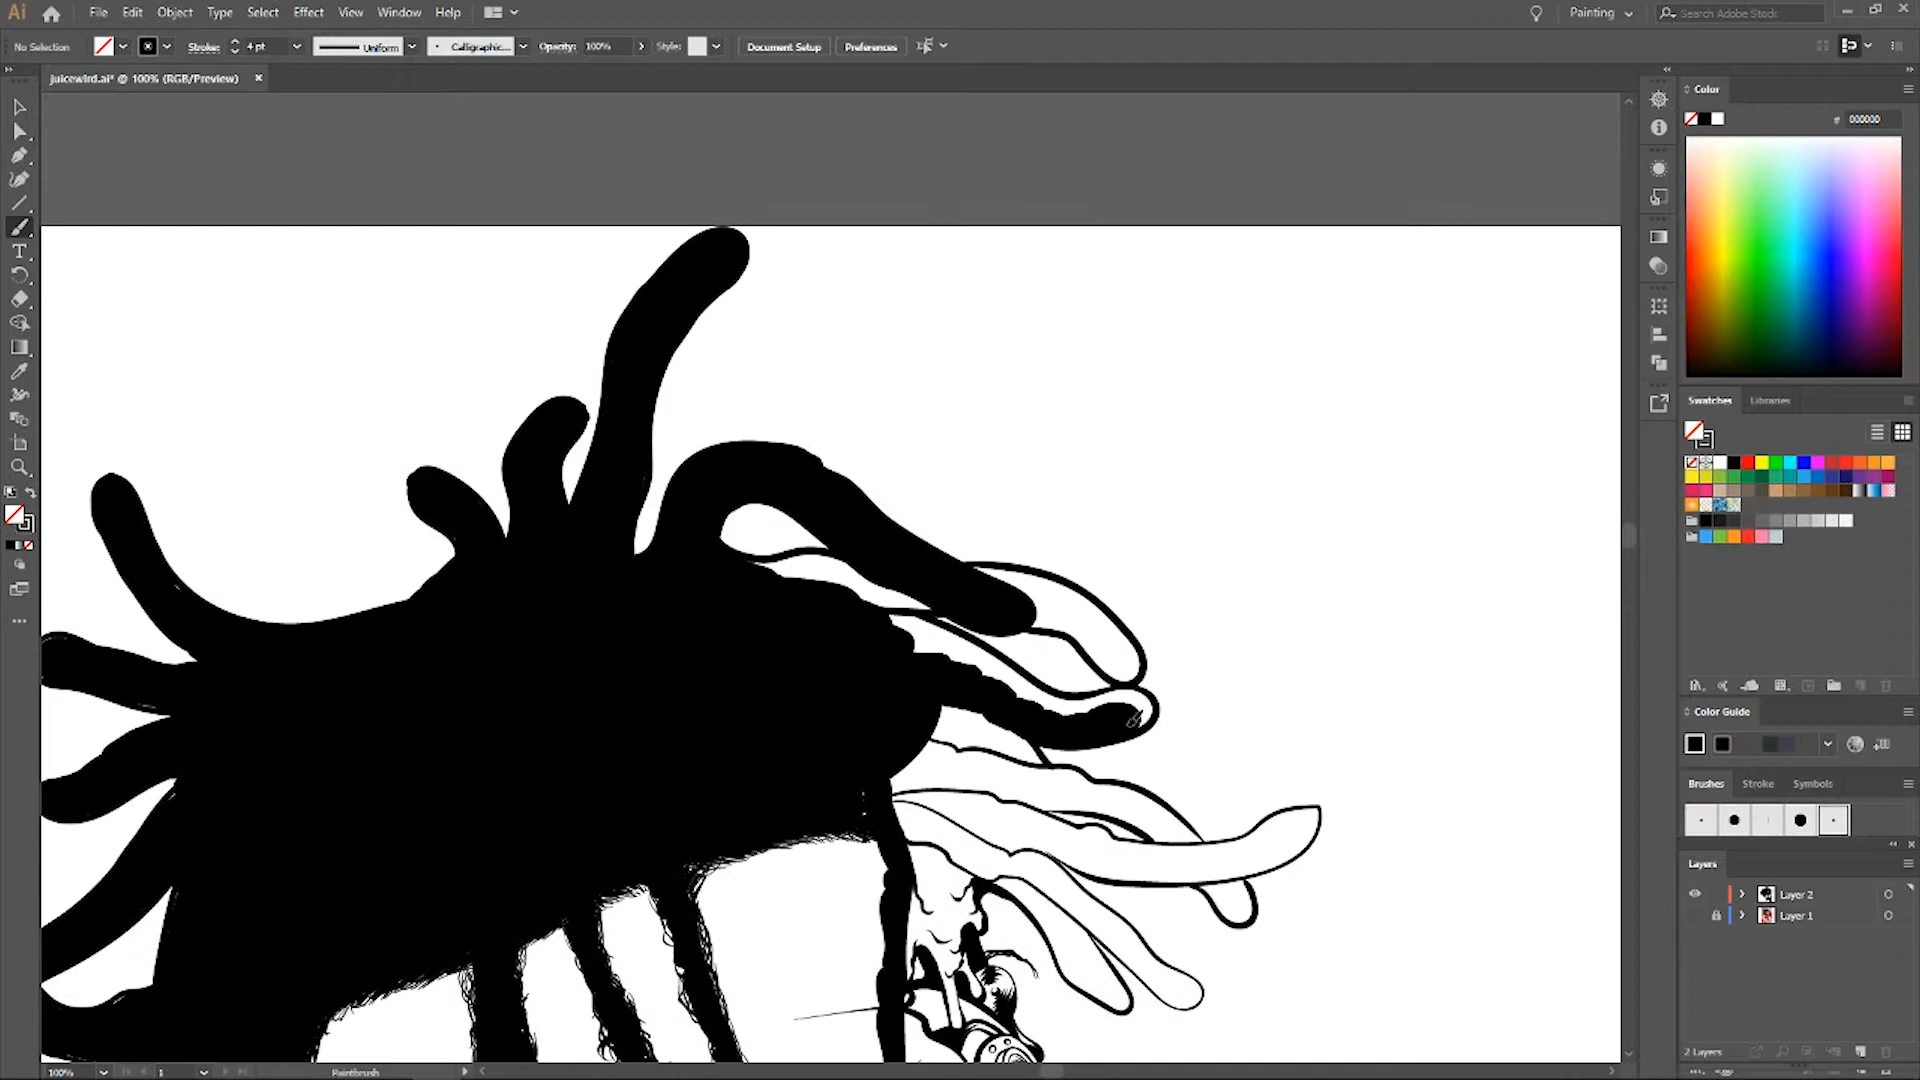 Ai File Edit Object Type Select Effect View Window Help Painting Search Adobe Stock
No Selection Stroke: 4 pt Uniform Calligraphic... Opacity: 100% Style: Document Setup Preferences
juicewlrd.ai* @ 100% (RGB/Preview)
Color
# 000000
Swatches Libraries
Color Guide
Brushes Stroke Symbols
Layers
Layer 2
Layer 1
2 Layers
100% 1 Paintbrush